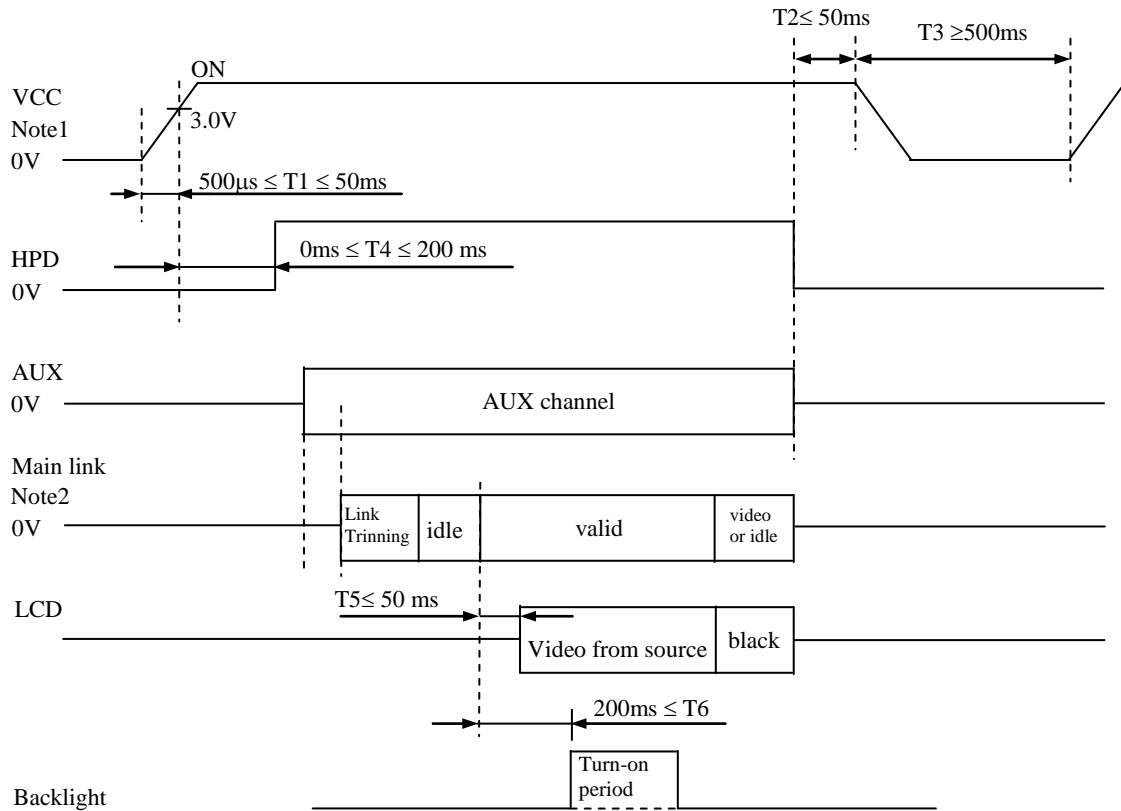 T2≤ 50ms
T3 ≥500ms
ON
VCC
Note1
3.0V
0V
500μs ≤ T1 ≤ 50ms
0ms ≤ T4 ≤ 200 ms
HPD
0V
AUX
0V
AUX channel
Main link
Note2
0V
Link
Trinning
idle
valid
video
or idle
T5≤ 50 ms
LCD
Video from source
black
200ms ≤ T6
Turn-on
period
Backlight